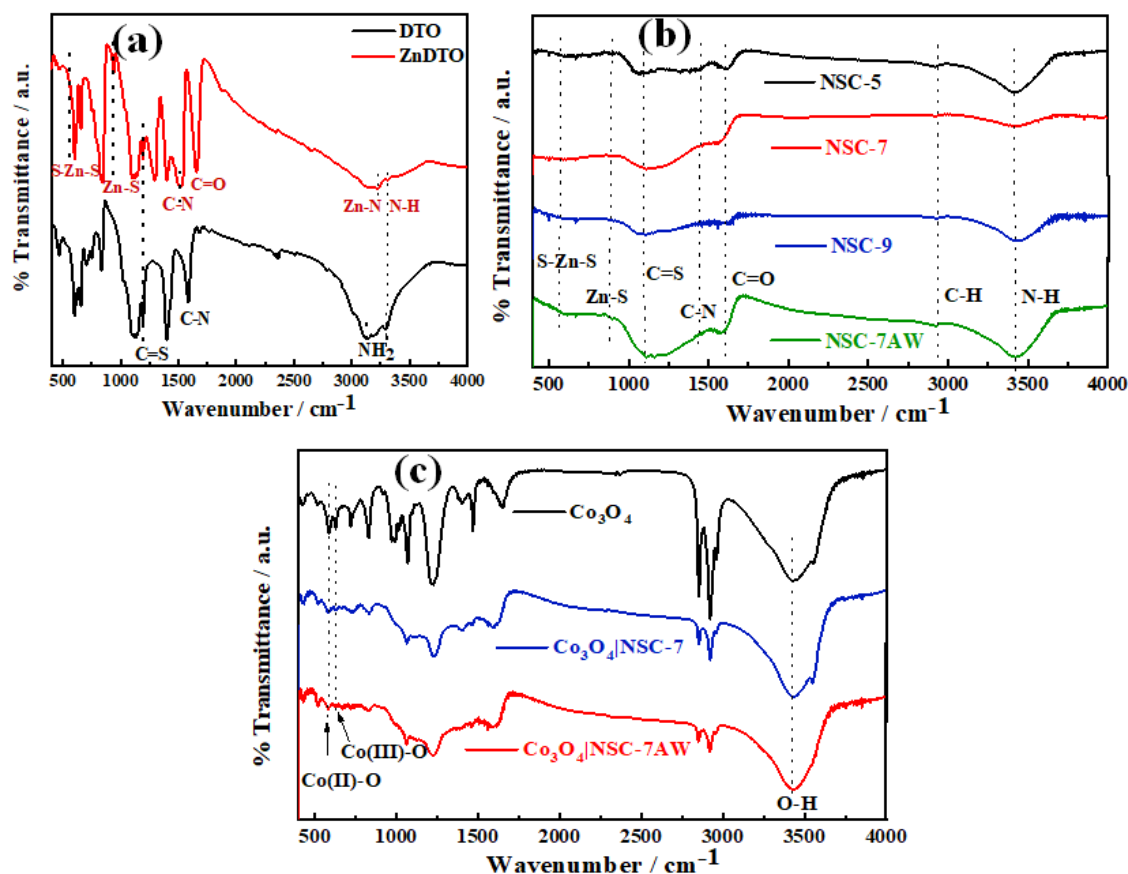 (a)
DTO
ZnDTO
S-Zn-S
Zn-S
C-N
C=O
Zn-N
N-H
C=S
C-N
NH2
% Transmittance / a.u.
500 1000 1500 3000 3500 4000
Wavenumber / cm-1
(b)
NSC-5
NSC-7
NSC-9
S-Zn-S
Zn-S
C=S
C-N
C=O
C-H
N-H
NSC-7AW
% Transmittance / a.u.
500 1000 1500 2000 2500 3000 3500 4000
Wavenumber / cm-1
(c)
Co3O4
Co3O4|NSC-7
Co3O4|NSC-7AW
Co(III)-O
Co(II)-O
O-H
% Transmittance / a.u.
500 1000 1500 2000 2500 3000 3500 4000
Wavenumber / cm-1